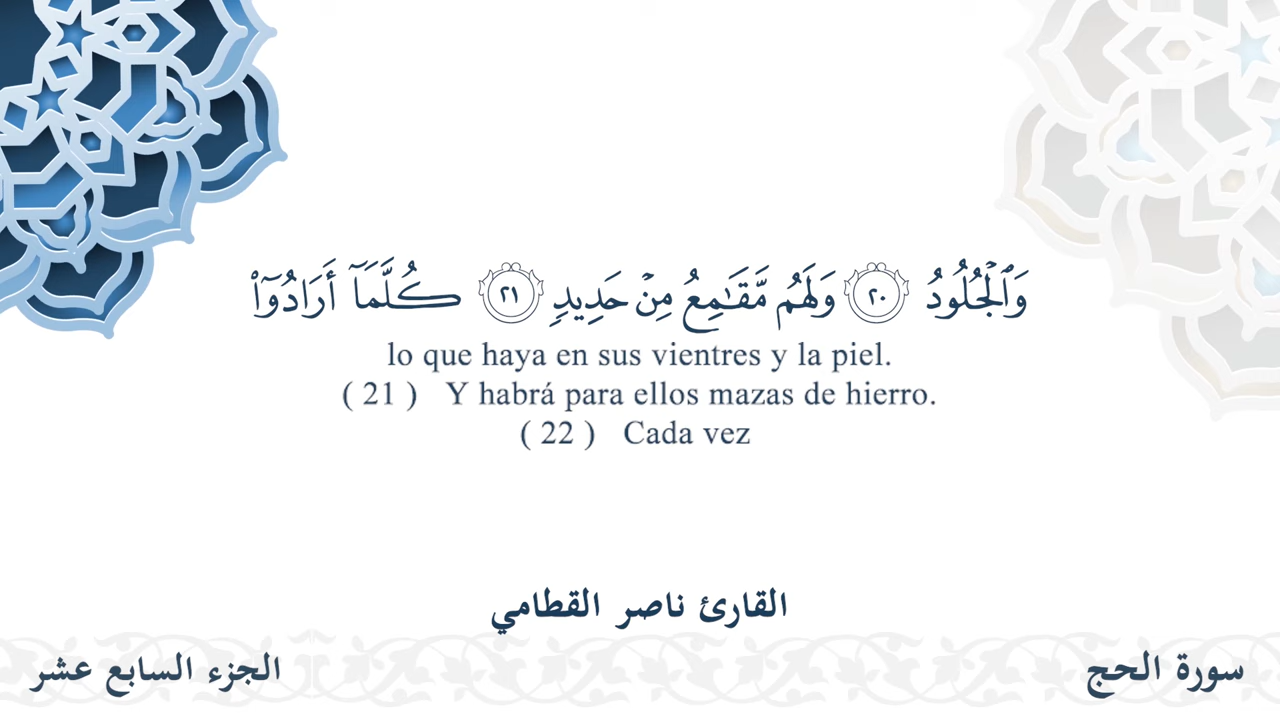 وَٱلۡجُلُودُ ٢٠ وَلَهُم مَّقَٰمِعُ مِنۡ حَدِيدٖ ٢١ كُلَّمَآ أَرَادُوٓاْ
lo que haya en sus vientres y la piel.
( 21 ) Y habrá para ellos mazas de hierro.
( 22 ) Cada vez
القارئ ناصر القطامي
سورة الحج
الجزء السابع عشر